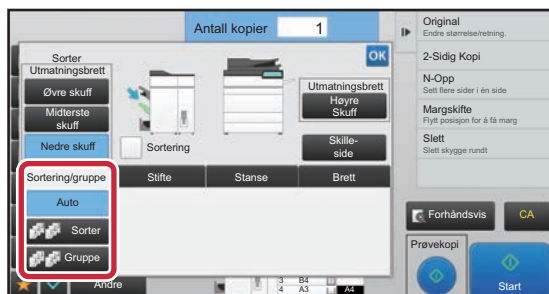 Antall kopier 1
Sorter
Utmatningsbrett
Øvre skuff
Midterste
skuff
Nedre skuff
Sortering
OK
Utmatningsbrett
Høyre
Skuff
Skille-
side
Sortering/gruppe
Stifte
Stanse
Brett
Auto
Sorter
Gruppe
Andre
3 B4
4 A3
A4
Original
Endre størrelse/retning.
2-Sidig Kopi
N-Opp
Sett flere sider i én side
Margskifte
Flytt posisjon for å få marg
Slett
Slett skygge rundt
Forhåndsvis
CA
Prøvekopi
Start